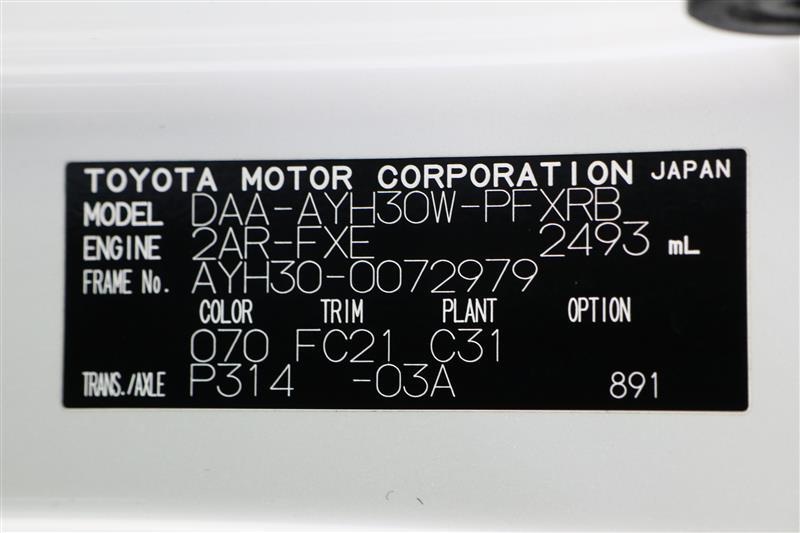 TOYOTA MOTOR CORPORATION JAPAN
MODEL DAA-AYH30W-PFXRB
ENGINE 2AR-FXE 2493 mL
FRAME No. AYH30-0072979
COLOR TRIM PLANT OPTION
070 FC21 C31
TRANS./AXLE P314 -03A 891